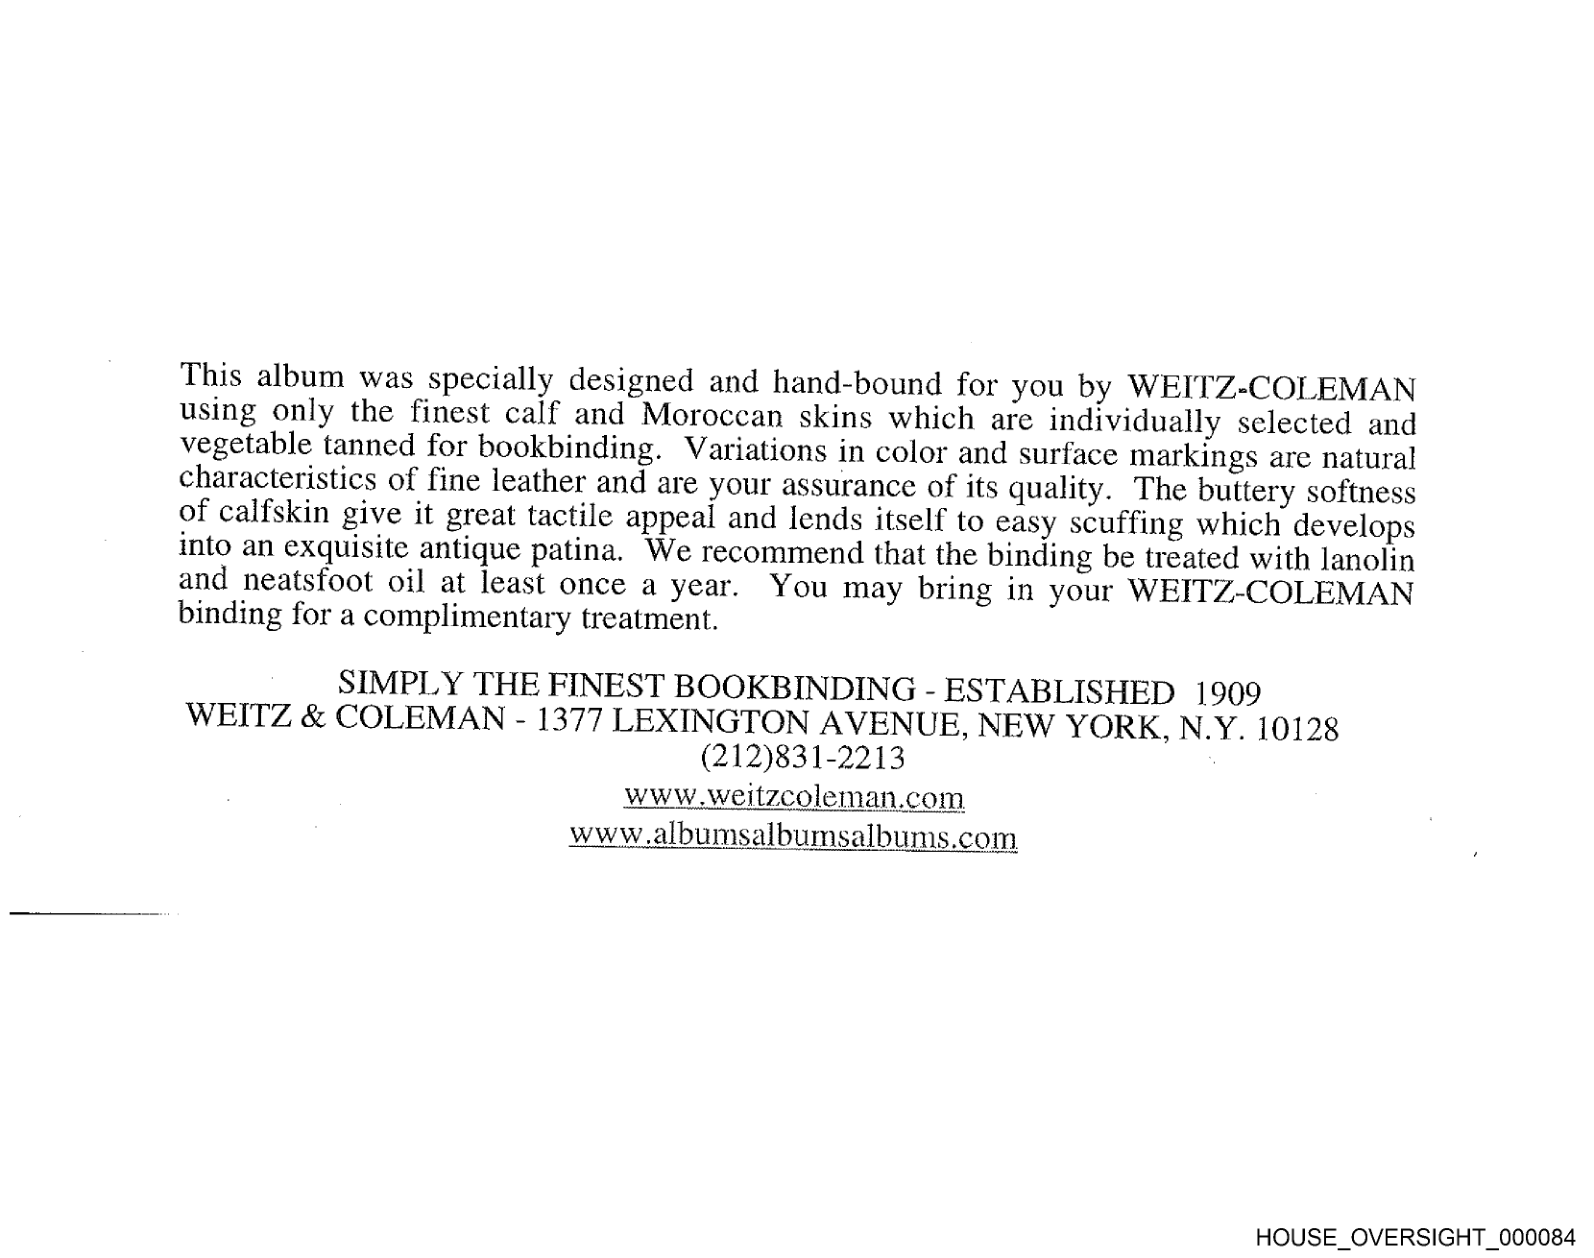 This album was specially designed and hand-bound for you by WEITZ-COLEMAN
using only the finest calf and Moroccan skins which are individually selected and
vegetable tanned for bookbinding. Variations in color and surface markings are natural
characteristics of fine leather and are your assurance of its quality. The buttery softness
of calfskin give it great tactile appeal and lends itself to easy scuffing which develops
into an exquisite antique patina. We recommend that the binding be treated with lanolin
and neatsfoot oil at least once a year. You may bring in your WEITZ-COLEMAN
binding for a complimentary treatment.
SIMPLY THE FINEST BOOKBINDING - ESTABLISHED 1909
WEITZ & COLEMAN - 1377 LEXINGTON AVENUE, NEW YORK, N.Y. 10128
(212)831-2213
www.weitzcoleman.com
www.albumsalbumsalbums.com
HOUSE_OVERSIGHT_000084